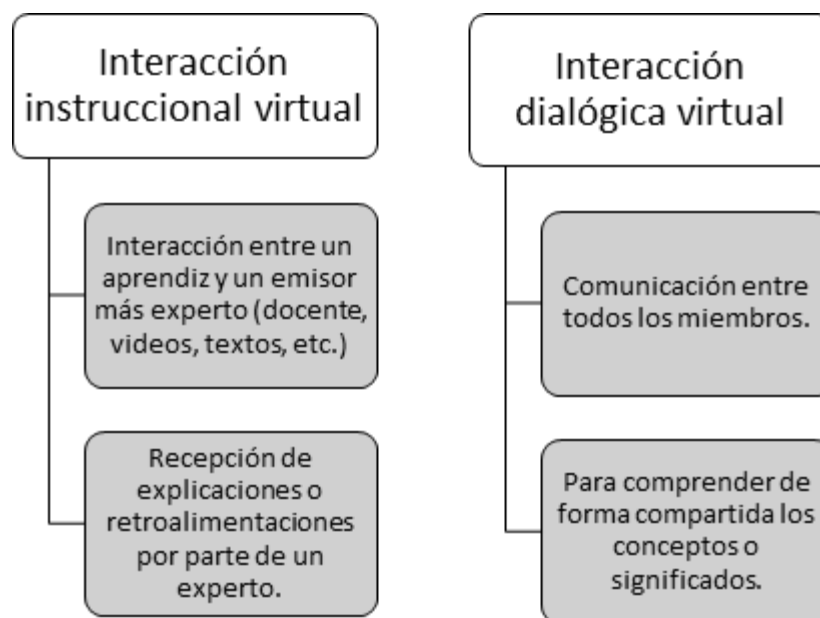 Interacción
instruccional virtual
Interacción entre un
aprendiz y un emisor
más experto (docente,
videos, textos, etc.)
Recepción de
explicaciones o
retroalimentaciones
por parte de un
experto.
Interacción
dialógica virtual
Comunicación entre
todos los miembros.
Para comprender de
forma compartida los
conceptos o
significados.